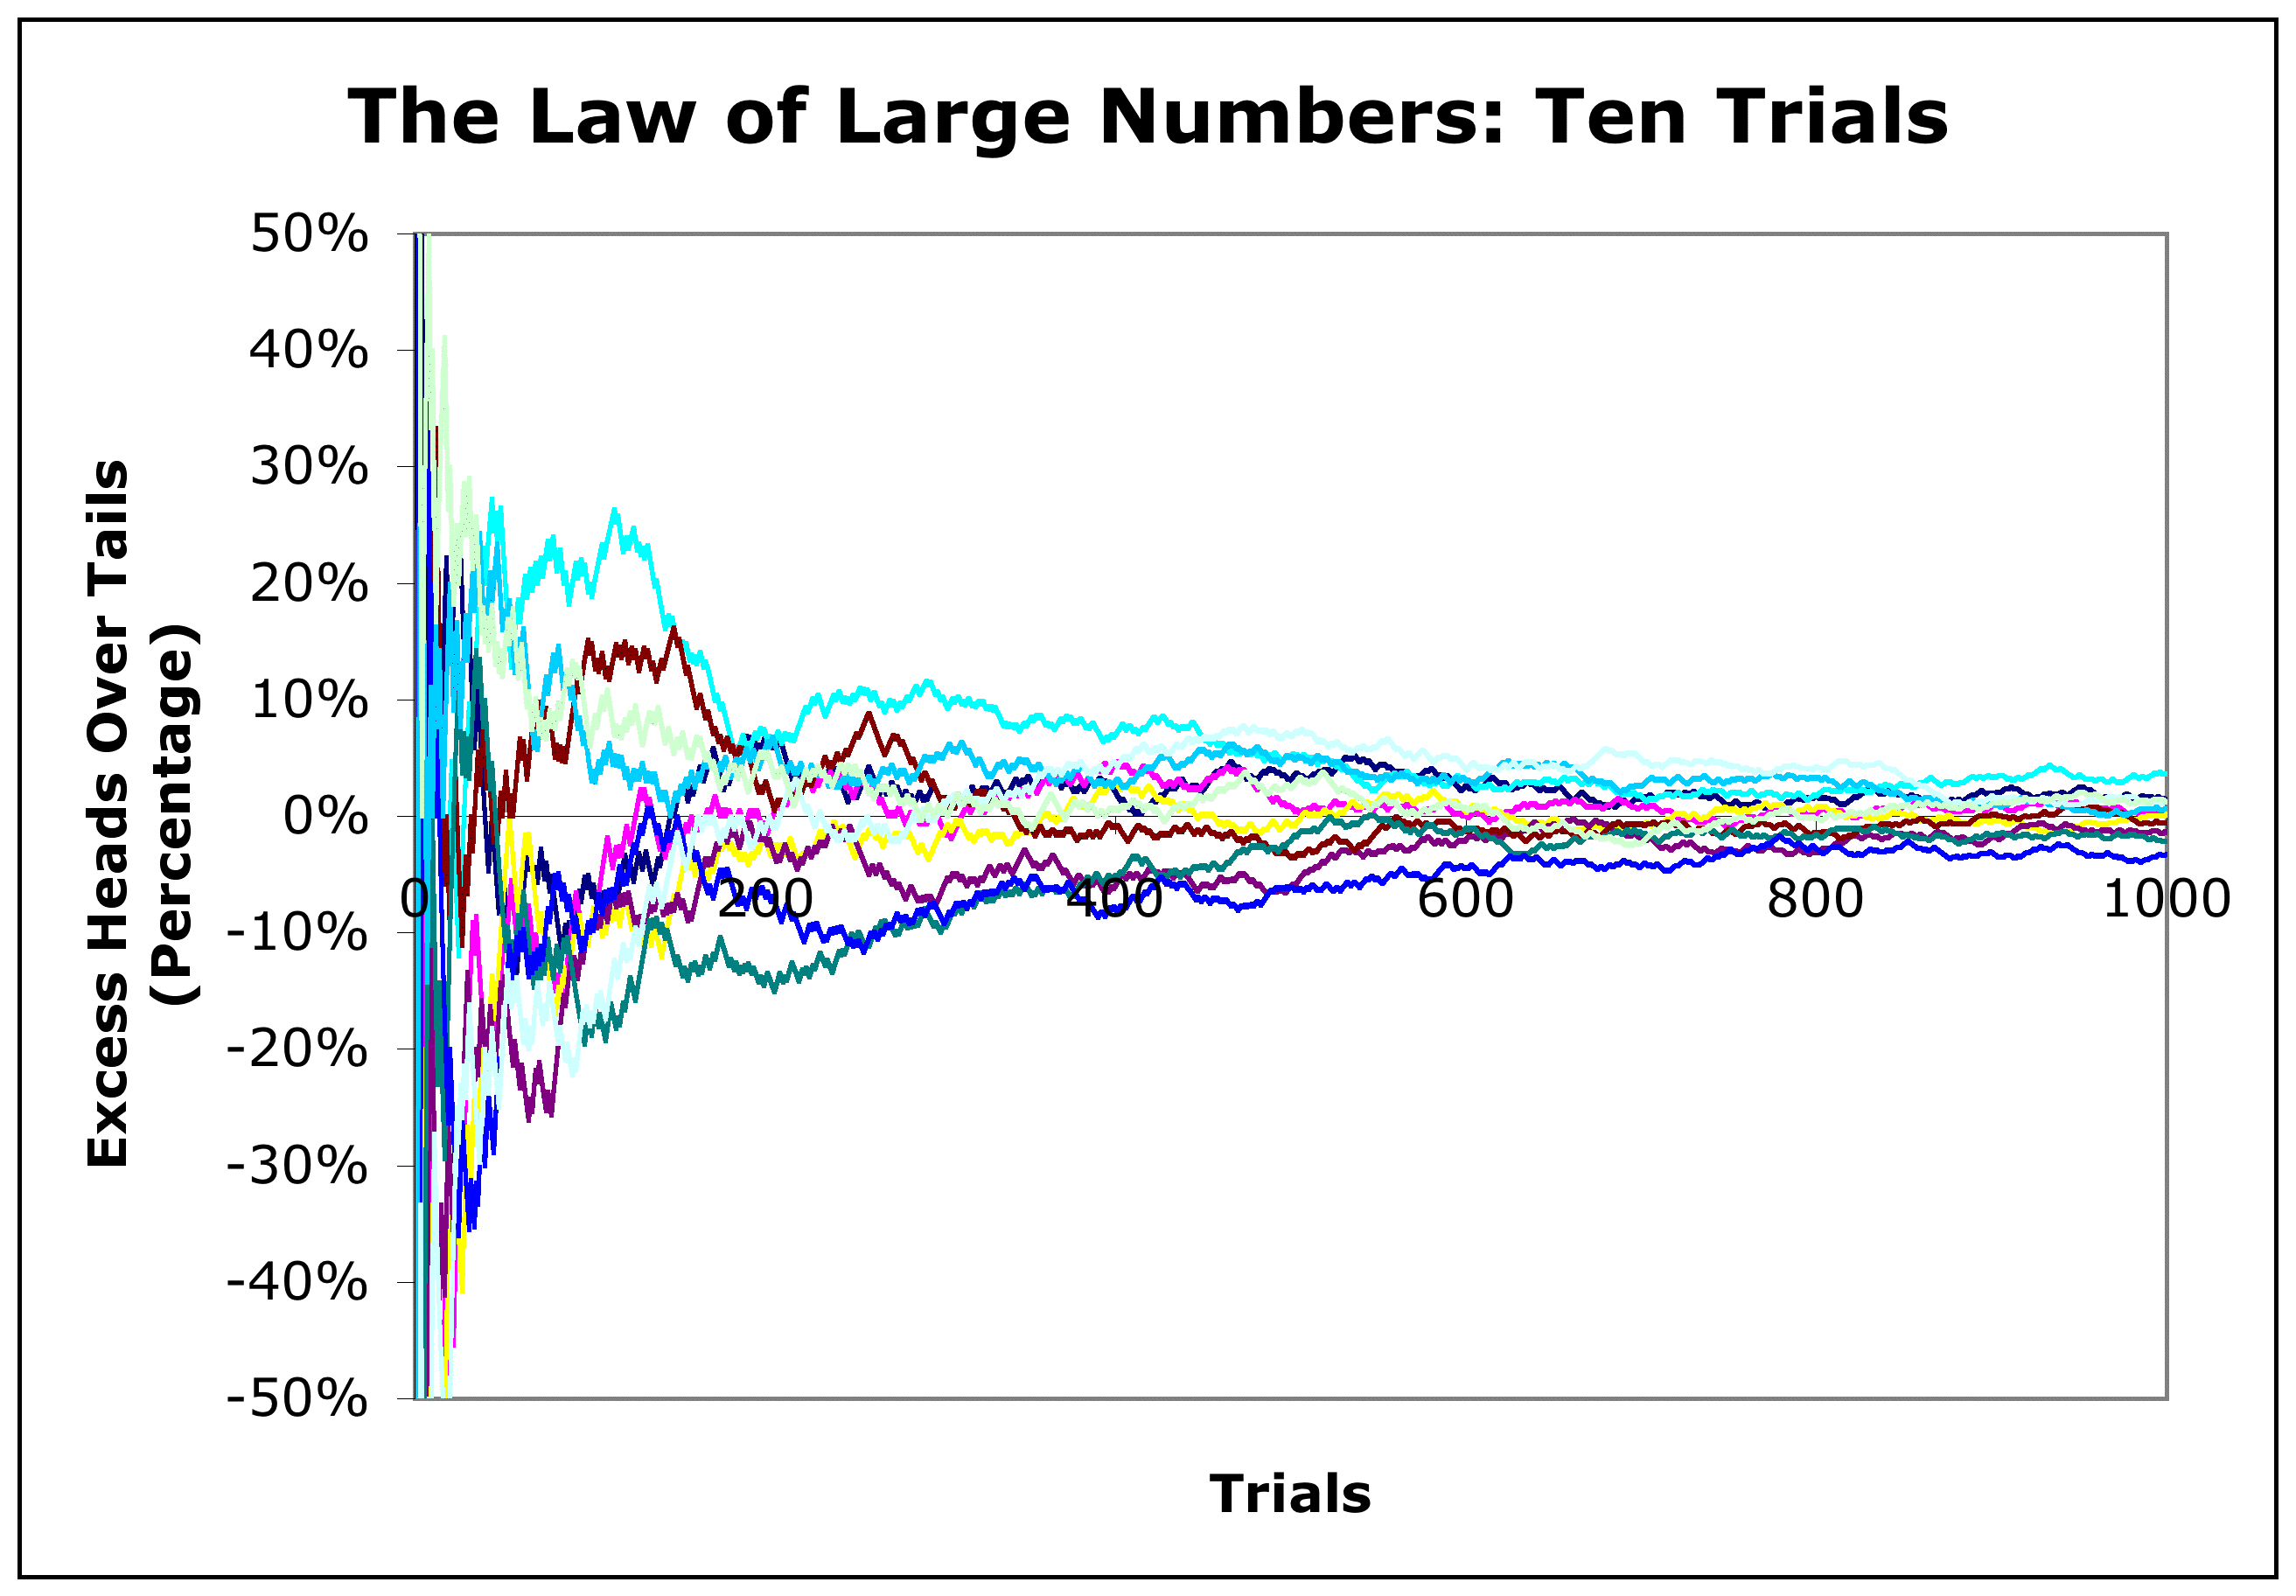 The Law of Large Numbers: Ten Trials
Excess Heads Over Tails
(Percentage)
50%
40%
30%
20%
10%
0%
-10%
-20%
-30%
-40%
-50%
0 200 400 600 800 1000
Trials